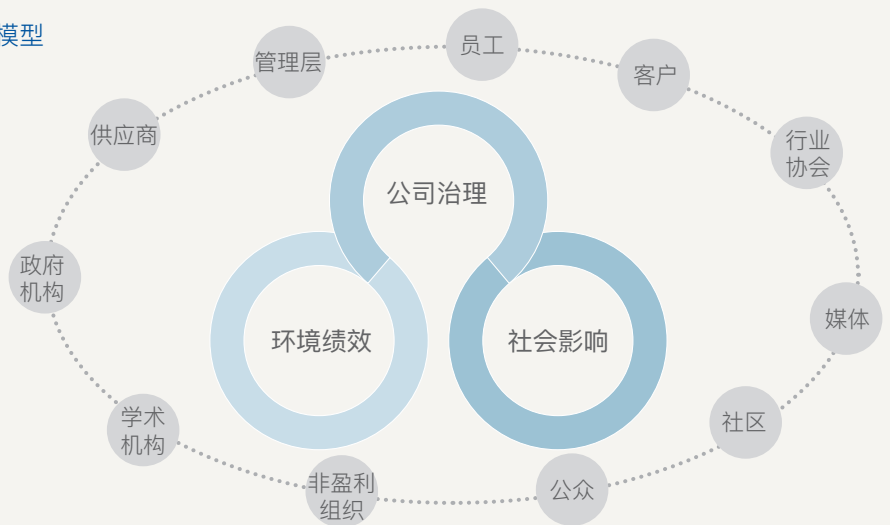 模型
员工
管理层
客户
供应商
行业
协会
公司治理
政府
机构
媒体
环境绩效
社会影响
学术
机构
社区
非盈利
组织
公众